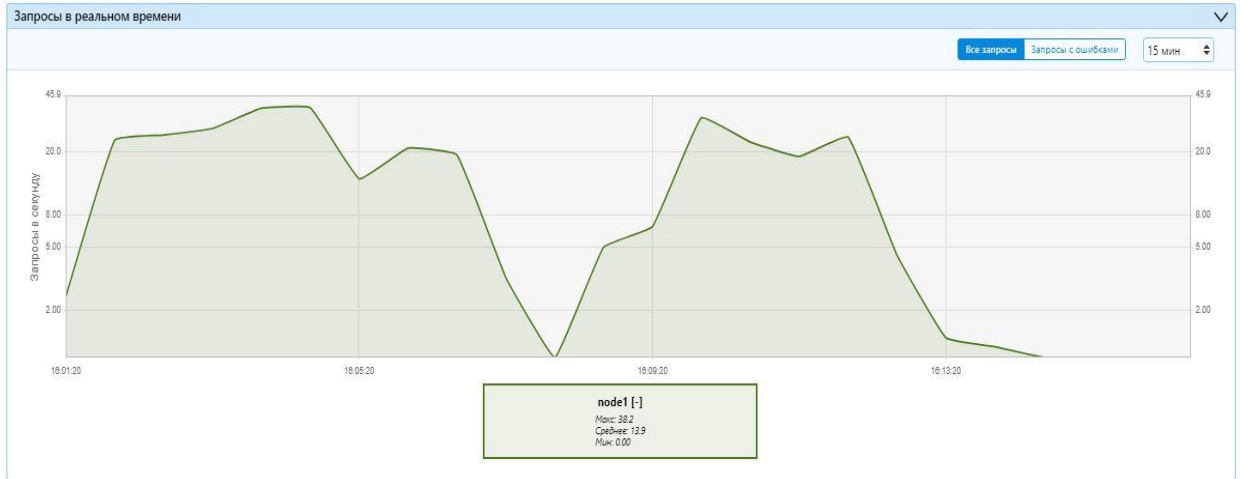 Запросы в реальном времени
Все запросы Запросы с ошибками 15 мин
45.9 45.9
20.0 20.0
Запросы в секунду
8.00 8.00
5.00 5.00
2.00 2.00
16:01:20 16:05:20 16:09:20 16:13:20
node1 [-]
Макс: 38.2
Среднее: 13.9
Мин: 0.00